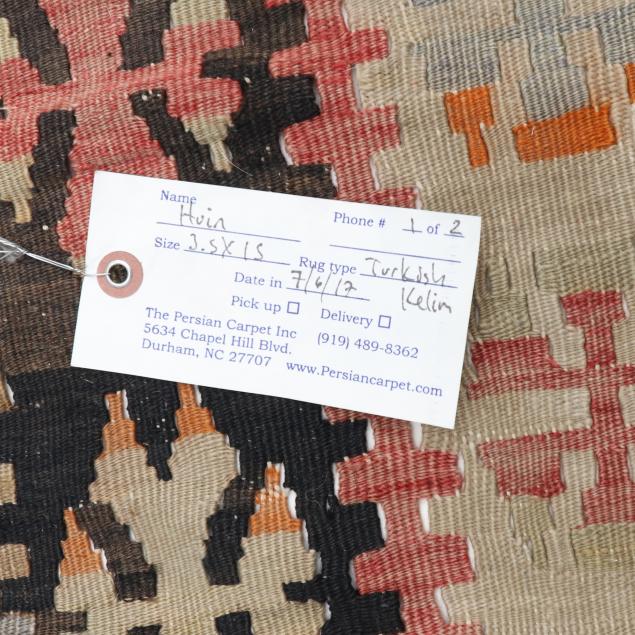 Name Hvin Phone # 1 of 2
Size 3.5X15 Rug type Turkish
Date in 7/6/17 Kelim
Pick up Delivery
The Persian Carpet Inc
5634 Chapel Hill Blvd. (919) 489-8362
Durham, NC 27707 www.Persiancarpet.com